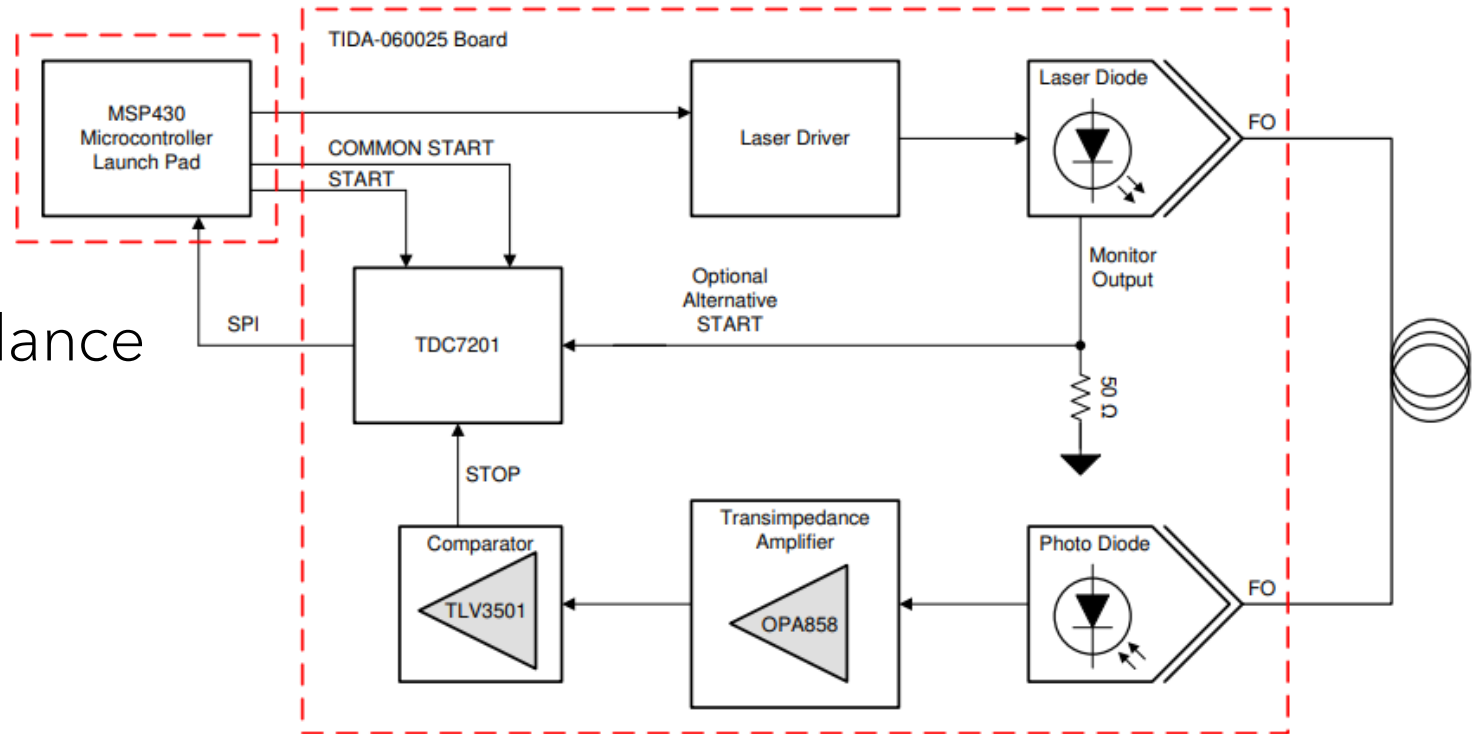 TIDA-060025 Board
MSP430
Microcontroller
Launch Pad
COMMON START
START
Laser Driver
Laser Diode
FO
Monitor
Output
Optional
Alternative
START
SPI
TDC7201
50 Ω
STOP
Comparator
TLV3501
Transimpedance
Amplifier
OPA858
Photo Diode
FO